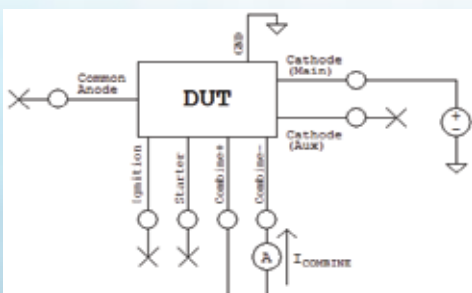 GND
Cathode
(Main)
Common
Anode
DUT
Cathode
(Aux)
Ignition
Starter
Combine+
Combine-
+
-
A
ICOMBINE